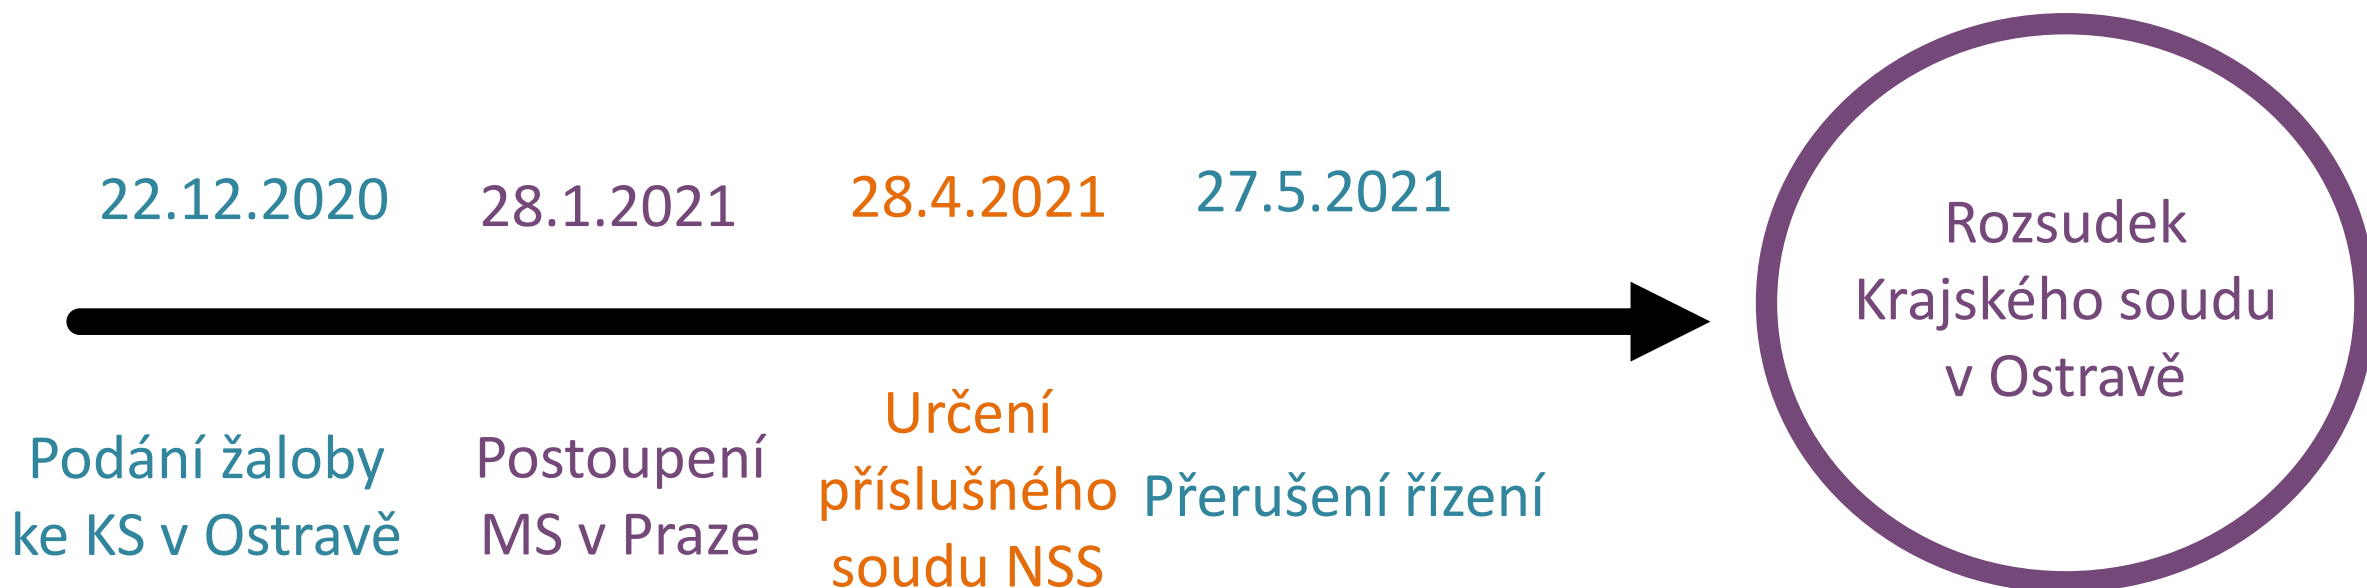 22.12.2020
28.1.2021
28.4.2021
27.5.2021
Podání žaloby
ke KS v Ostravě
Postoupení
MS v Praze
Určení
příslušného
soudu NSS
Přerušení řízení
Rozsudek
Krajského soudu
v Ostravě